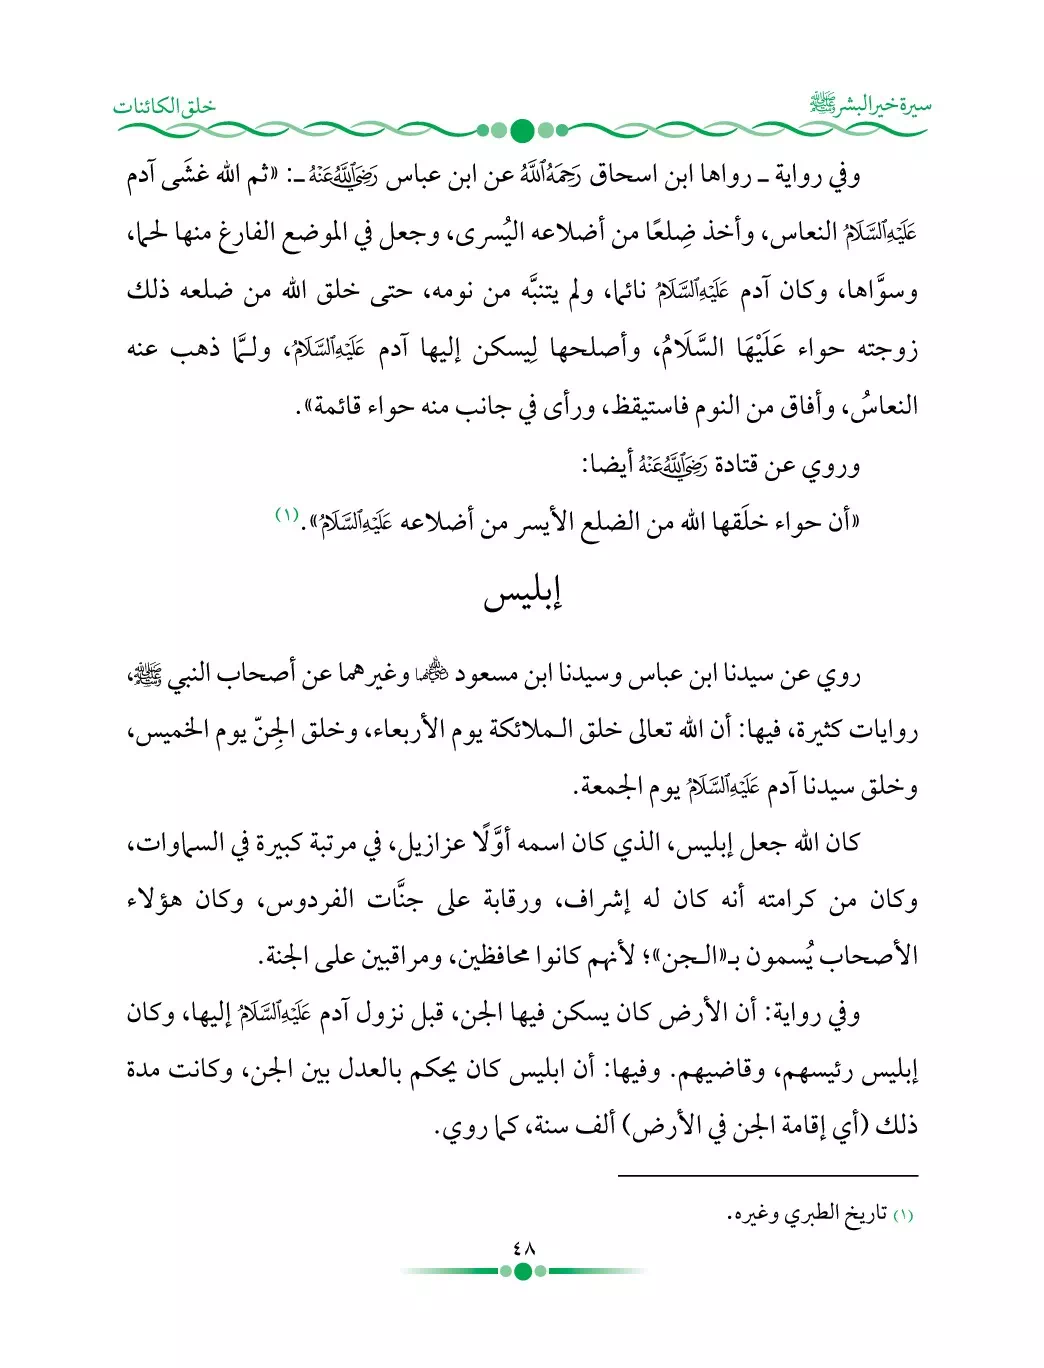 سيرة خير البشر ﷺ
خلق الكائنات
وفي رواية ـ رواها ابن اسحاق رَحِمَهُ ٱللَّهُ عن ابن عباس رَضِيَ ٱللَّهُ عَنْهُ ـ: «ثم الله غشَى آدم
عَلَيْهِ ٱلسَّلَامُ النعاس، وأخذ ضِلعًا من أضلاعه اليُسرى، وجعل في الموضع الفارغ منها لحما،
وسوَّاها، وكان آدم عَلَيْهِ ٱلسَّلَامُ نائما، ولم يتنبَّه من نومه، حتى خلق الله من ضلعه ذلك
زوجته حواء عَلَيْهَا السَّلَامُ، وأصلحها لِيسكن إليها آدم عَلَيْهِ ٱلسَّلَامُ، ولـمَّا ذهب عنه
النعاسُ، وأفاق من النوم فاستيقظ، ورأى في جانب منه حواء قائمة».
وروي عن قتادة رَضِيَ ٱللَّهُ عَنْهُ أيضا:
«أن حواء خلَقها الله من الضلع الأيسر من أضلاعه عَلَيْهِ ٱلسَّلَامُ».(١)
إبليس
روي عن سيدنا ابن عباس وسيدنا ابن مسعود رضي الله عنهما وغيرهما عن أصحاب النبي ﷺ،
روايات كثيرة، فيها: أن الله تعالى خلق الـملائكة يوم الأربعاء، وخلق الجِنّ يوم الخميس،
وخلق سيدنا آدم عَلَيْهِ ٱلسَّلَامُ يوم الجمعة.
كان الله جعل إبليس، الذي كان اسمه أوَّلًا عزازيل، في مرتبة كبيرة في السماوات،
وكان من كرامته أنه كان له إشراف، ورقابة على جنَّات الفردوس، وكان هؤلاء
الأصحاب يُسمون بـ«الـجن»؛ لأنهم كانوا محافظين، ومراقبين على الجنة.
وفي رواية: أن الأرض كان يسكن فيها الجن، قبل نزول آدم عَلَيْهِ ٱلسَّلَامُ إليها، وكان
إبليس رئيسهم، وقاضيهم. وفيها: أن ابليس كان يحكم بالعدل بين الجن، وكانت مدة
ذلك (أي إقامة الجن في الأرض) ألف سنة، كما روي.
(١) تاريخ الطبري وغيره.
٤٨